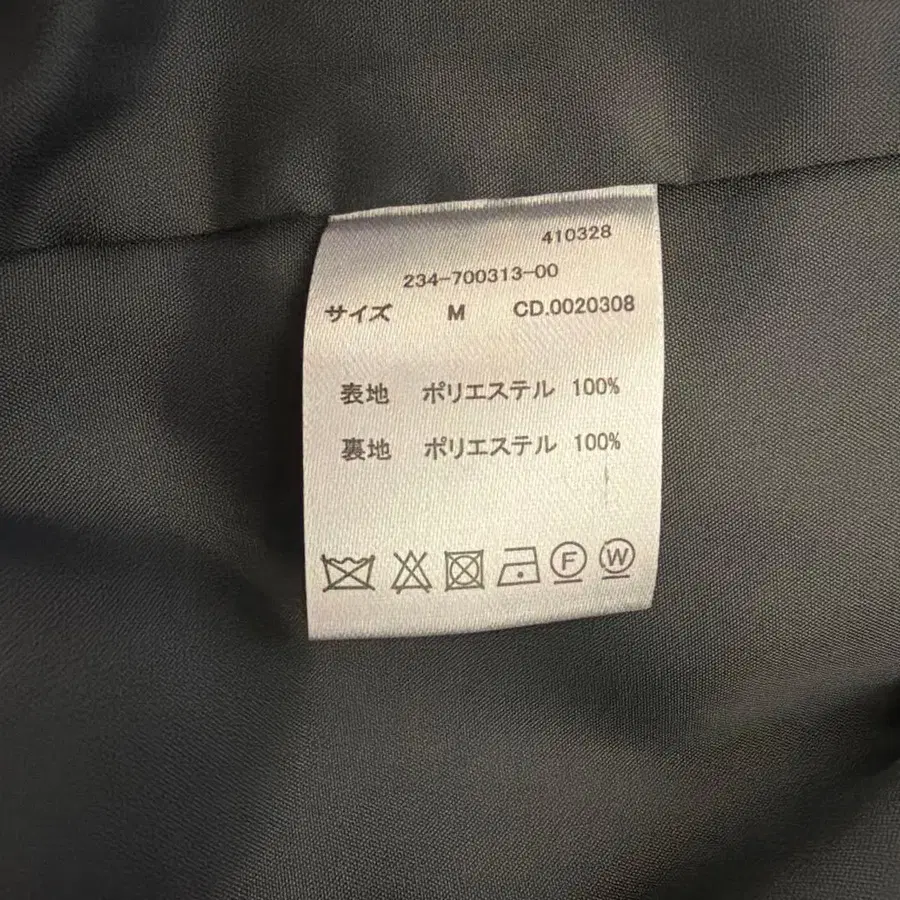 410328
234-700313-00
サイズ M CD.0020308
表地 ポリエステル 100%
裏地 ポリエステル 100%
F W